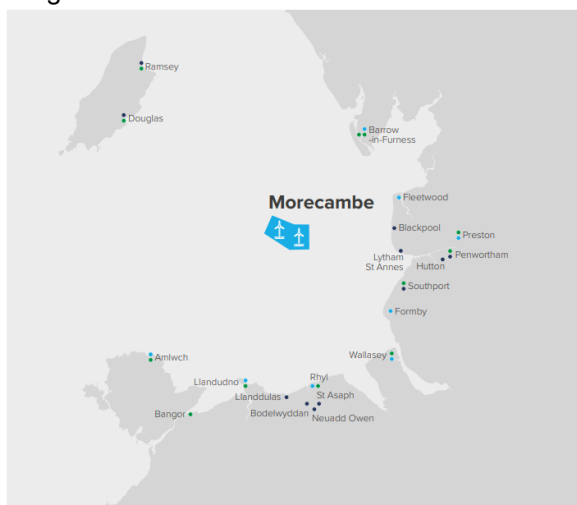 Ramsey
Douglas
Barrow
-in-Furness
Morecambe
Fleetwood
Blackpool
Preston
Lytham
St Annes
Penwortham
Hutton
Southport
Formby
Wallasey
Amlwch
Llandudno
Rhyl
Llanddulas
St Asaph
Bangor
Bodelwyddan
Neuadd Owen